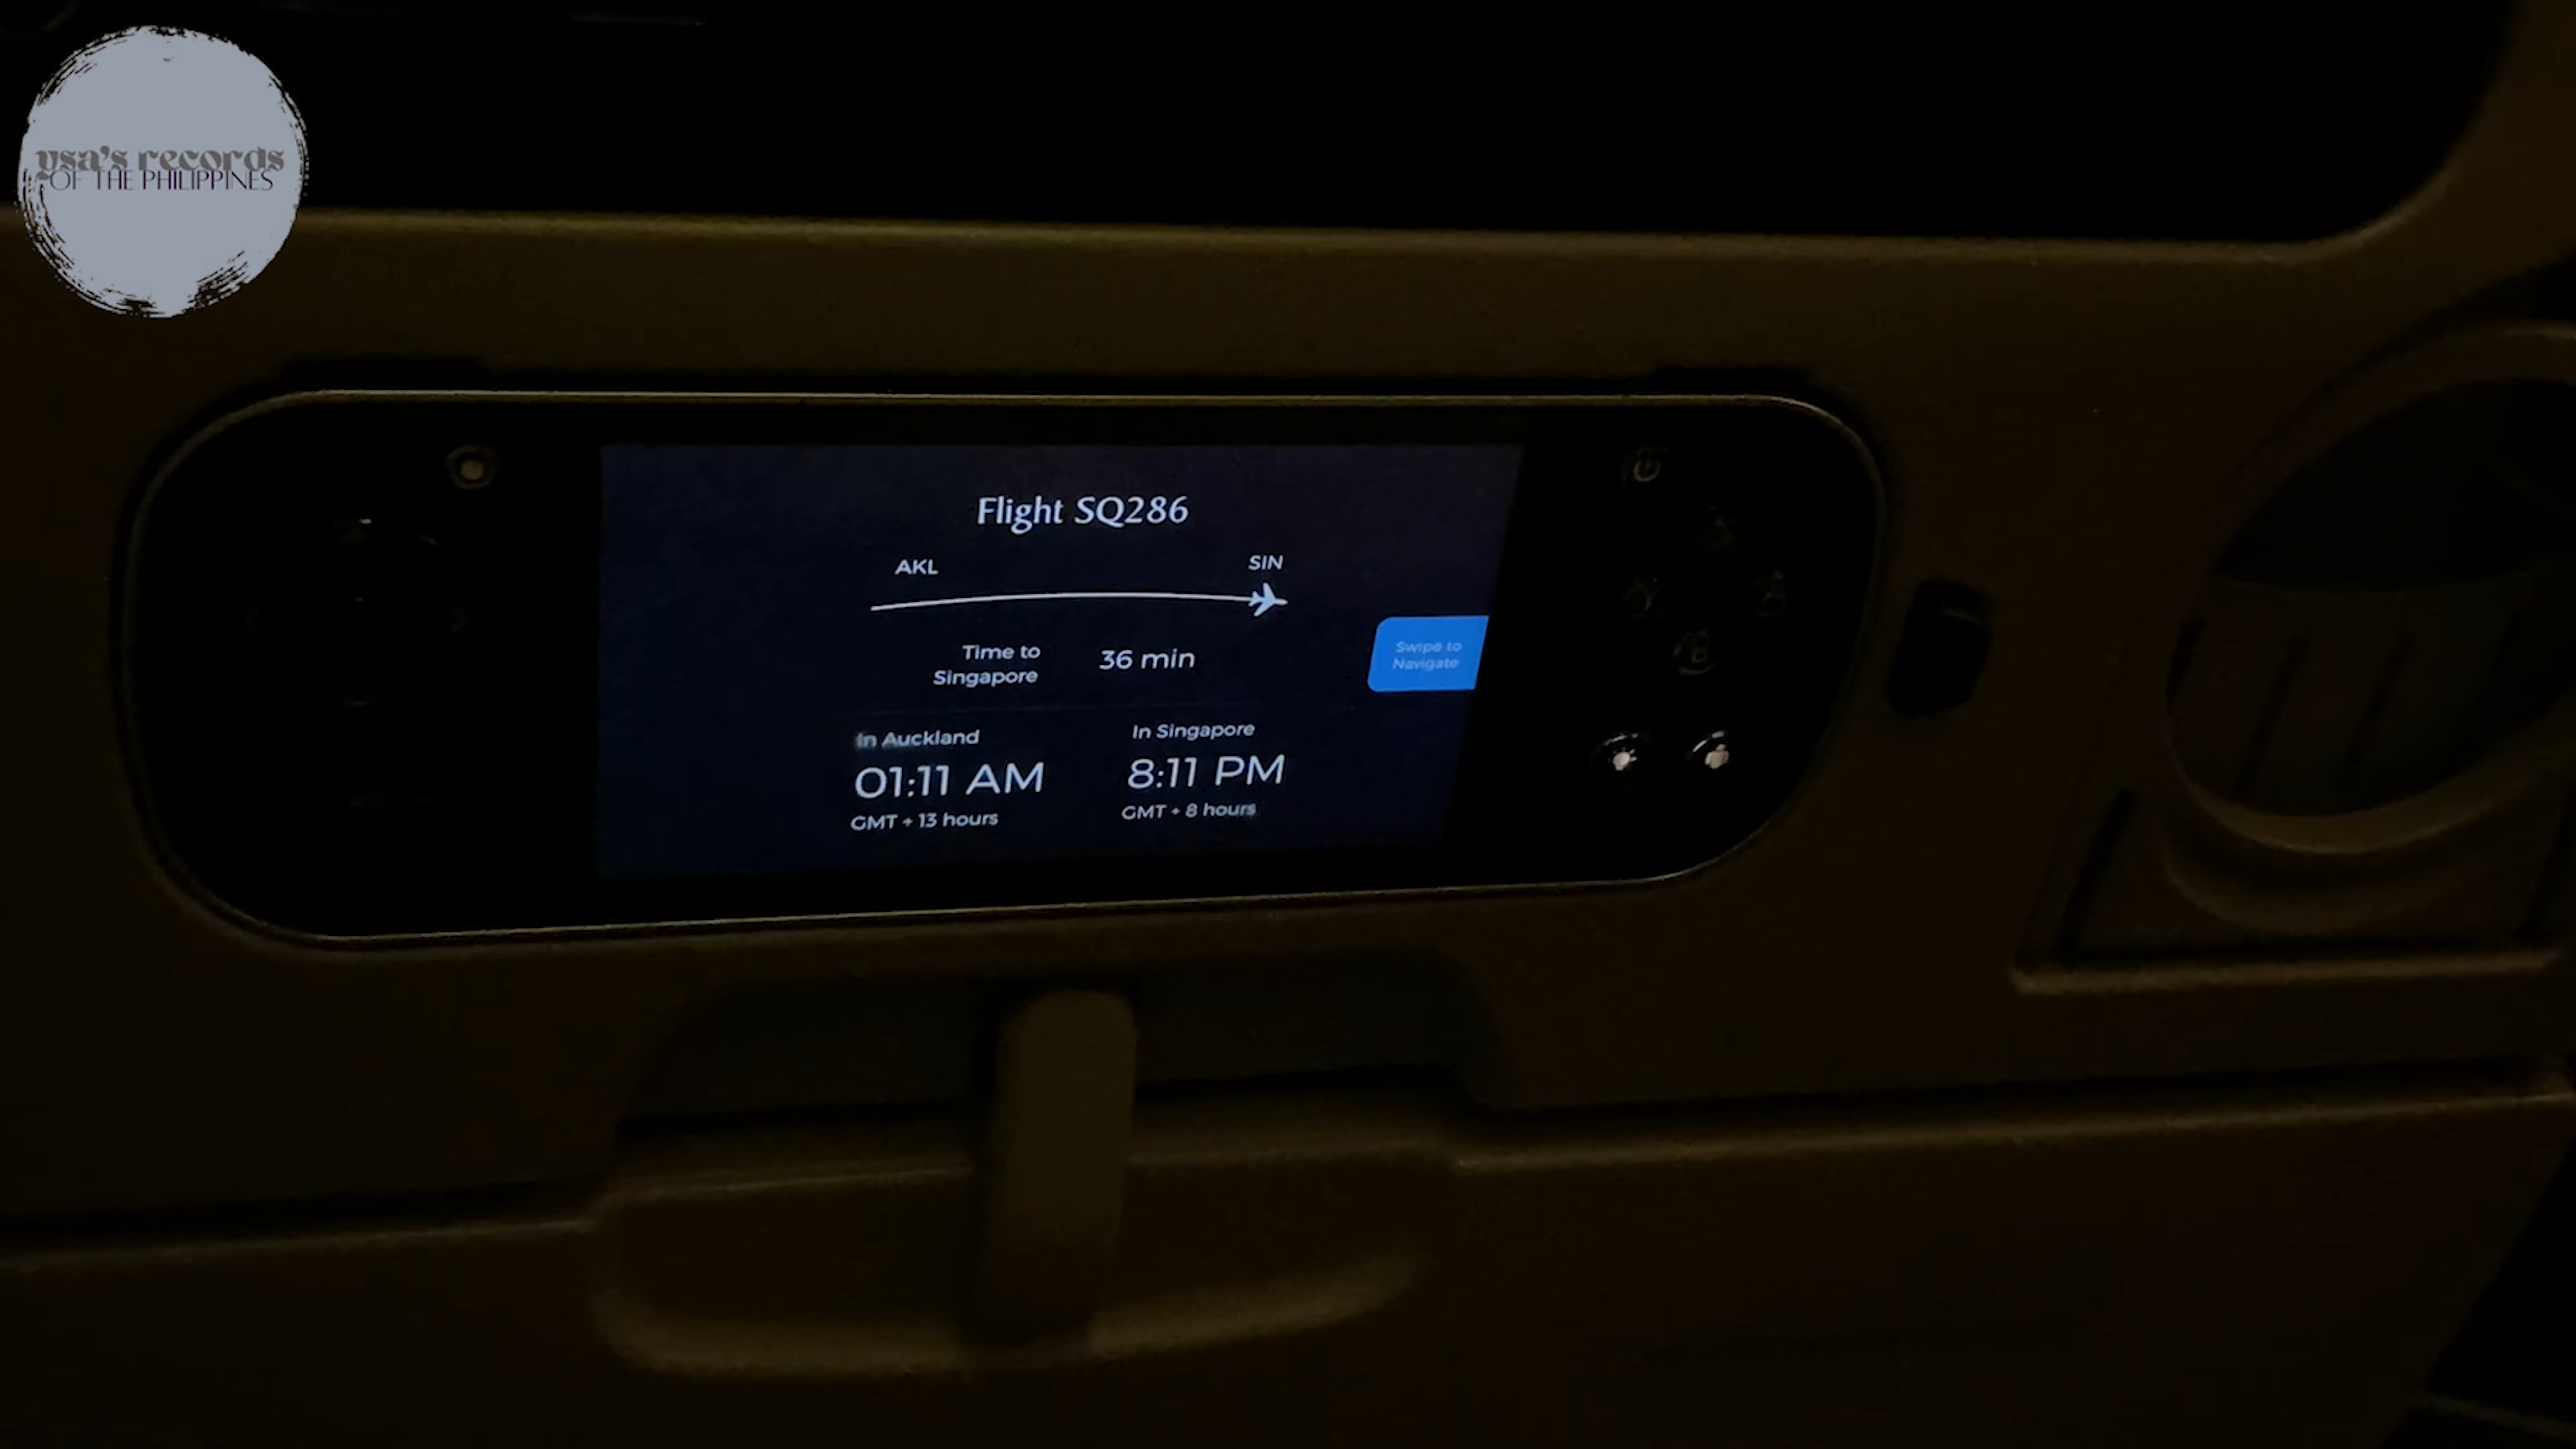 ysa's records
OF THE PHILIPPINES
Flight SQ286
AKL SIN
Time to
Singapore
36 min
Swipe to
Navigate
In Auckland
01:11 AM
GMT + 13 hours
In Singapore
8:11 PM
GMT + 8 hours